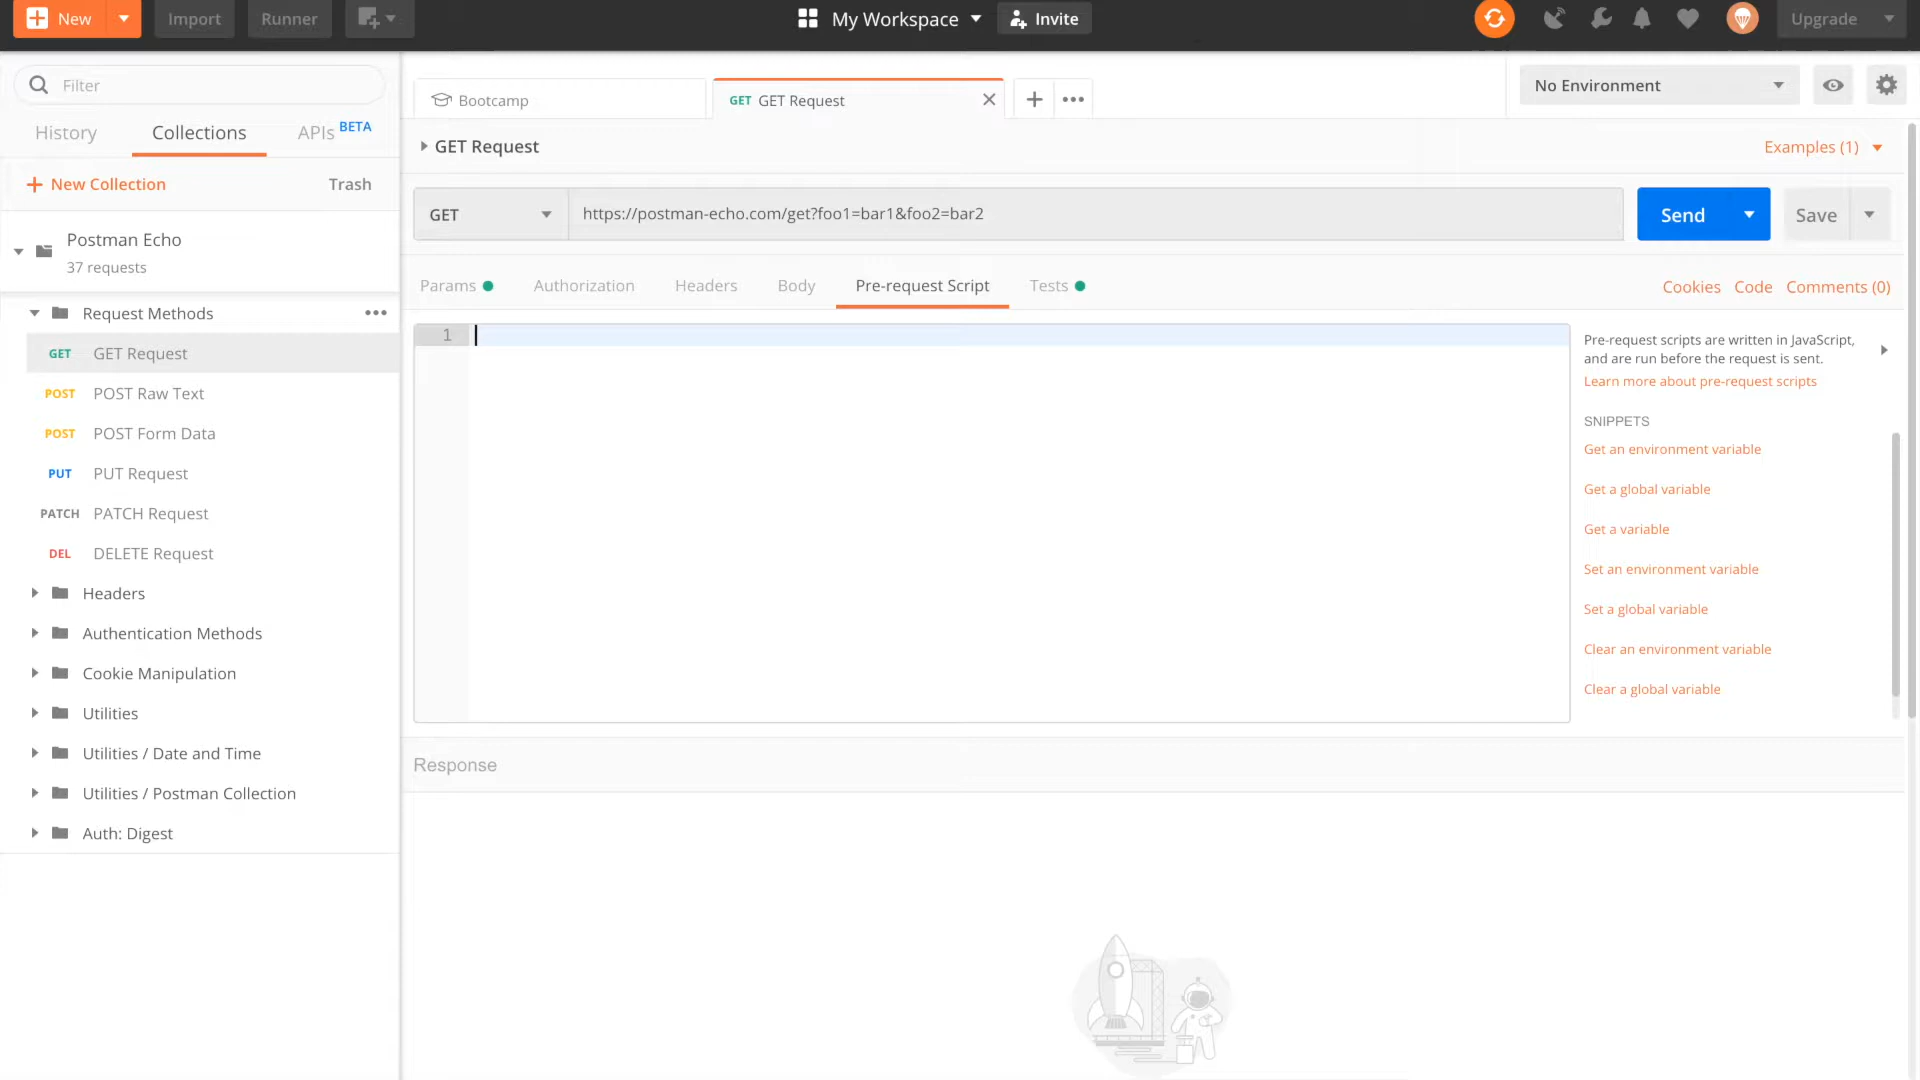 New
Import
Runner
My Workspace
Invite
Upgrade
Filter
History
Collections
APIs BETA
New Collection
Trash
Postman Echo
37 requests
Request Methods
GET GET Request
POST POST Raw Text
POST POST Form Data
PUT PUT Request
PATCH PATCH Request
DEL DELETE Request
Headers
Authentication Methods
Cookie Manipulation
Utilities
Utilities / Date and Time
Utilities / Postman Collection
Auth: Digest
Bootcamp
GET GET Request
No Environment
GET Request
Examples (1)
GET
https://postman-echo.com/get?foo1=bar1&foo2=bar2
Send
Save
Params
Authorization
Headers
Body
Pre-request Script
Tests
Cookies
Code
Comments (0)
1
Pre-request scripts are written in JavaScript,
and are run before the request is sent.
Learn more about pre-request scripts
SNIPPETS
Get an environment variable
Get a global variable
Get a variable
Set an environment variable
Set a global variable
Clear an environment variable
Clear a global variable
Response